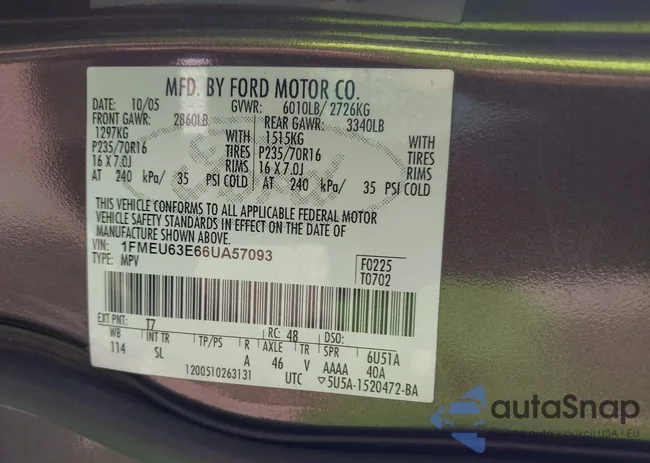 MFD. BY FORD MOTOR CO.
DATE: 10/05 GVWR: 6010LB/ 2726KG
FRONT GAWR: 2860LB REAR GAWR: 3340LB
1297KG WITH 1515KG WITH
P235/70R16 TIRES P235/70R16 TIRES
16 X 7.0J RIMS 16 X 7.0J RIMS
AT 240 kPa/ 35 PSI COLD AT 240 kPa/ 35 PSI COLD
THIS VEHICLE CONFORMS TO ALL APPLICABLE FEDERAL MOTOR
VEHICLE SAFETY STANDARDS IN EFFECT ON THE DATE OF
MANUFACTURE SHOWN ABOVE.
VIN: 1FMEU63E66UA57093
TYPE: MPV
F0225
T0702
EXT PNT: T7 RC: 48 DSO:
WB INT TR TP/PS R AXLE TR SPR 6U51A
114 SL A 46 V AAAA 40A
1200510263131 UTC ▽5U5A-1520472-BA
autaSnap